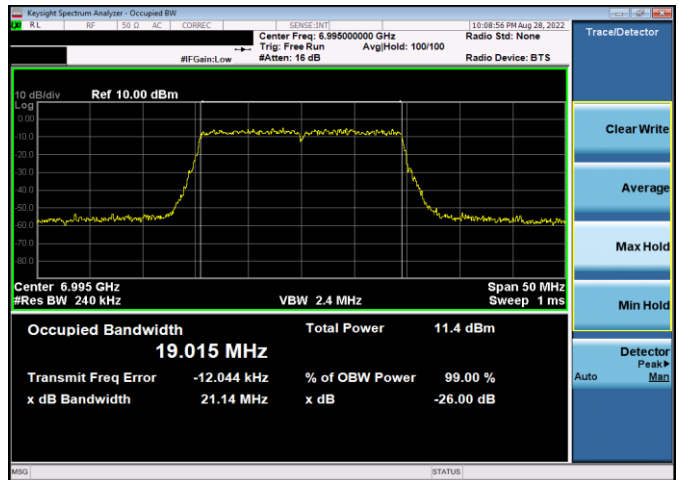 Keysight Spectrum Analyzer - Occupied BW
RL RF 50 Ω AC CORREC SENSE:INT 10:08:56 PM Aug 28, 2022
Center Freq: 6.995000000 GHz Radio Std: None
Trig: Free Run Avg|Hold: 100/100
#IFGain:Low #Atten: 16 dB Radio Device: BTS
Trace/Detector
10 dB/div Ref 10.00 dBm
Log
0.00
-10.0
-20.0
-30.0
-40.0
-50.0
-60.0
-70.0
-80.0
Center 6.995 GHz Span 50 MHz
#Res BW 240 kHz VBW 2.4 MHz Sweep 1 ms
Occupied Bandwidth Total Power 11.4 dBm
19.015 MHz
Transmit Freq Error -12.044 kHz % of OBW Power 99.00 %
x dB Bandwidth 21.14 MHz x dB -26.00 dB
Clear Write
Average
Max Hold
Min Hold
Detector
Peak▶
Auto Man
MSG STATUS